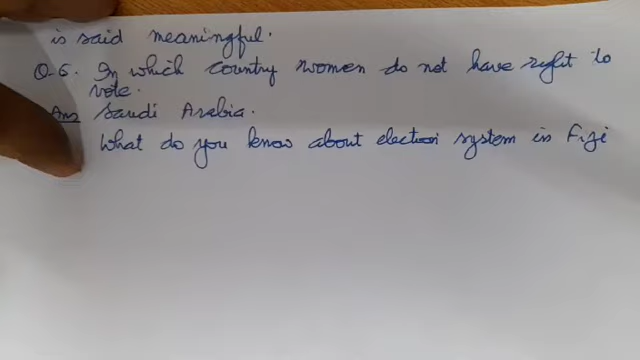 is said meaningful.
Q-6. In which country women do not have right to
vote.
Ans Saudi Arabia.
What do you know about election system in Fiji